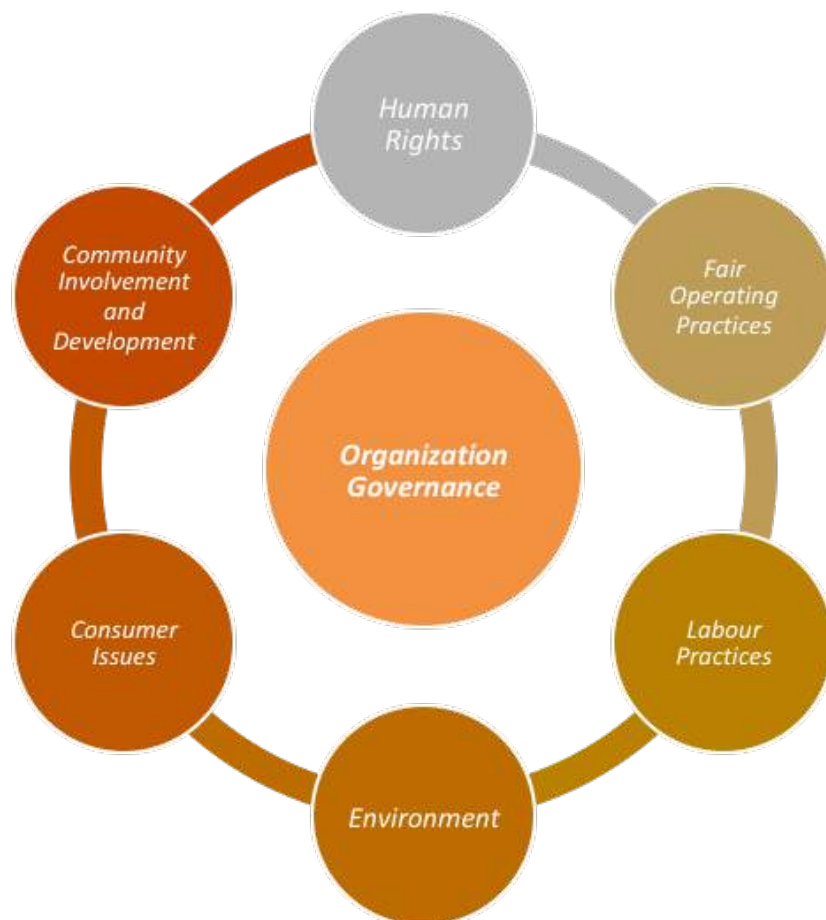 Human
Rights
Fair
Operating
Practices
Labour
Practices
Environment
Consumer
Issues
Community
Involvement
and
Development
Organization
Governance